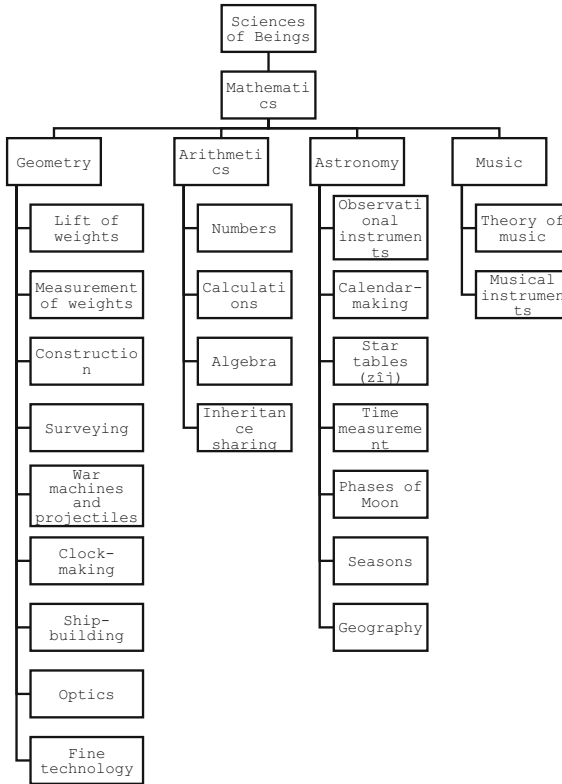 Sciences
of Beings
Mathemati
cs
Geometry
Arithmeti
cs
Astronomy
Music
Lift of
weights
Measurement
of weights
Constructio
n
Surveying
War
machines
and
projectiles
Clock-
making
Ship-
building
Optics
Fine
technology
Numbers
Calculati
ons
Algebra
Inheritan
ce
sharing
Observati
onal
instrumen
ts
Calendar-
making
Star
tables
(zîj)
Time
measureme
nt
Phases of
Moon
Seasons
Geography
Theory of
music
Musical
instrumen
ts